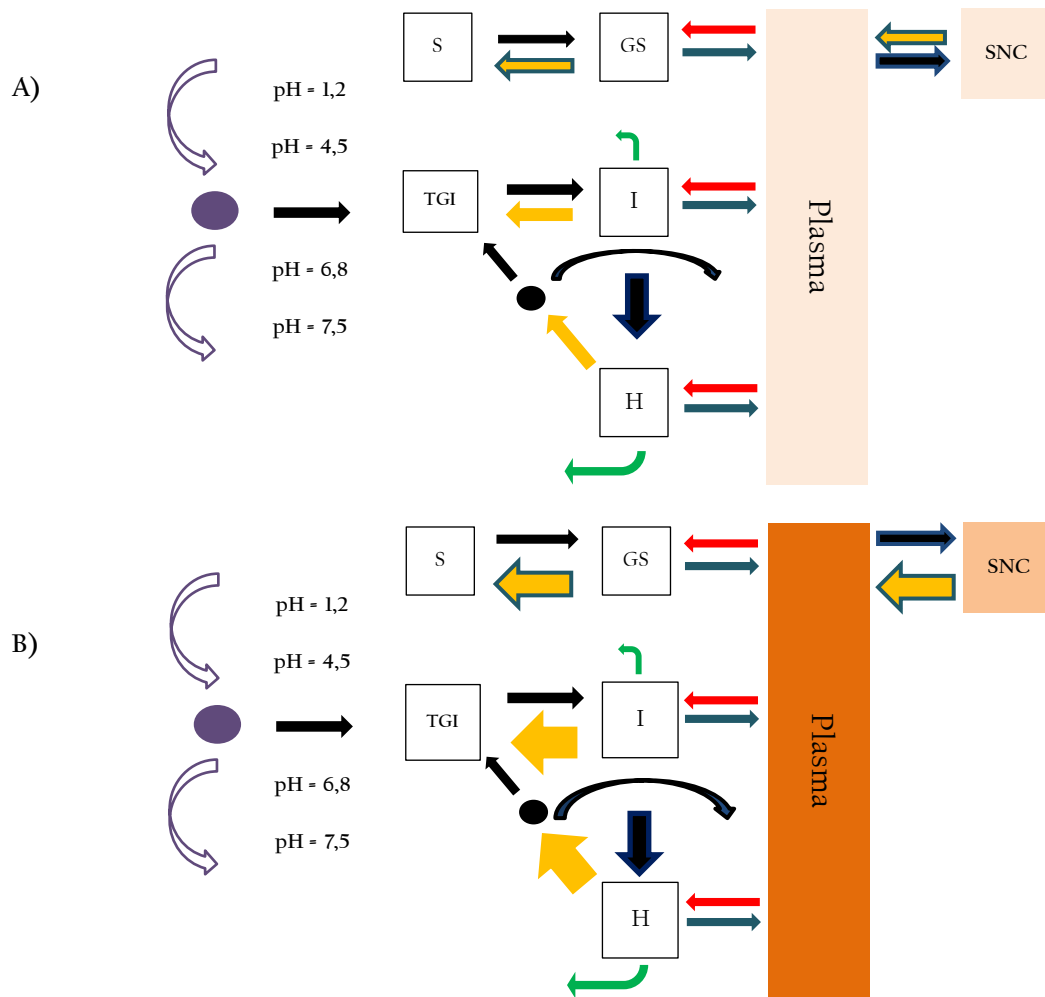 A)
pH = 1,2
pH = 4,5
pH = 6,8
pH = 7,5
S
GS
TGI
I
H
Plasma
SNC
B)
pH = 1,2
pH = 4,5
pH = 6,8
pH = 7,5
S
GS
TGI
I
H
Plasma
SNC